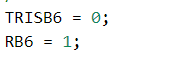 TRISB6 = 0;
RB6 = 1;